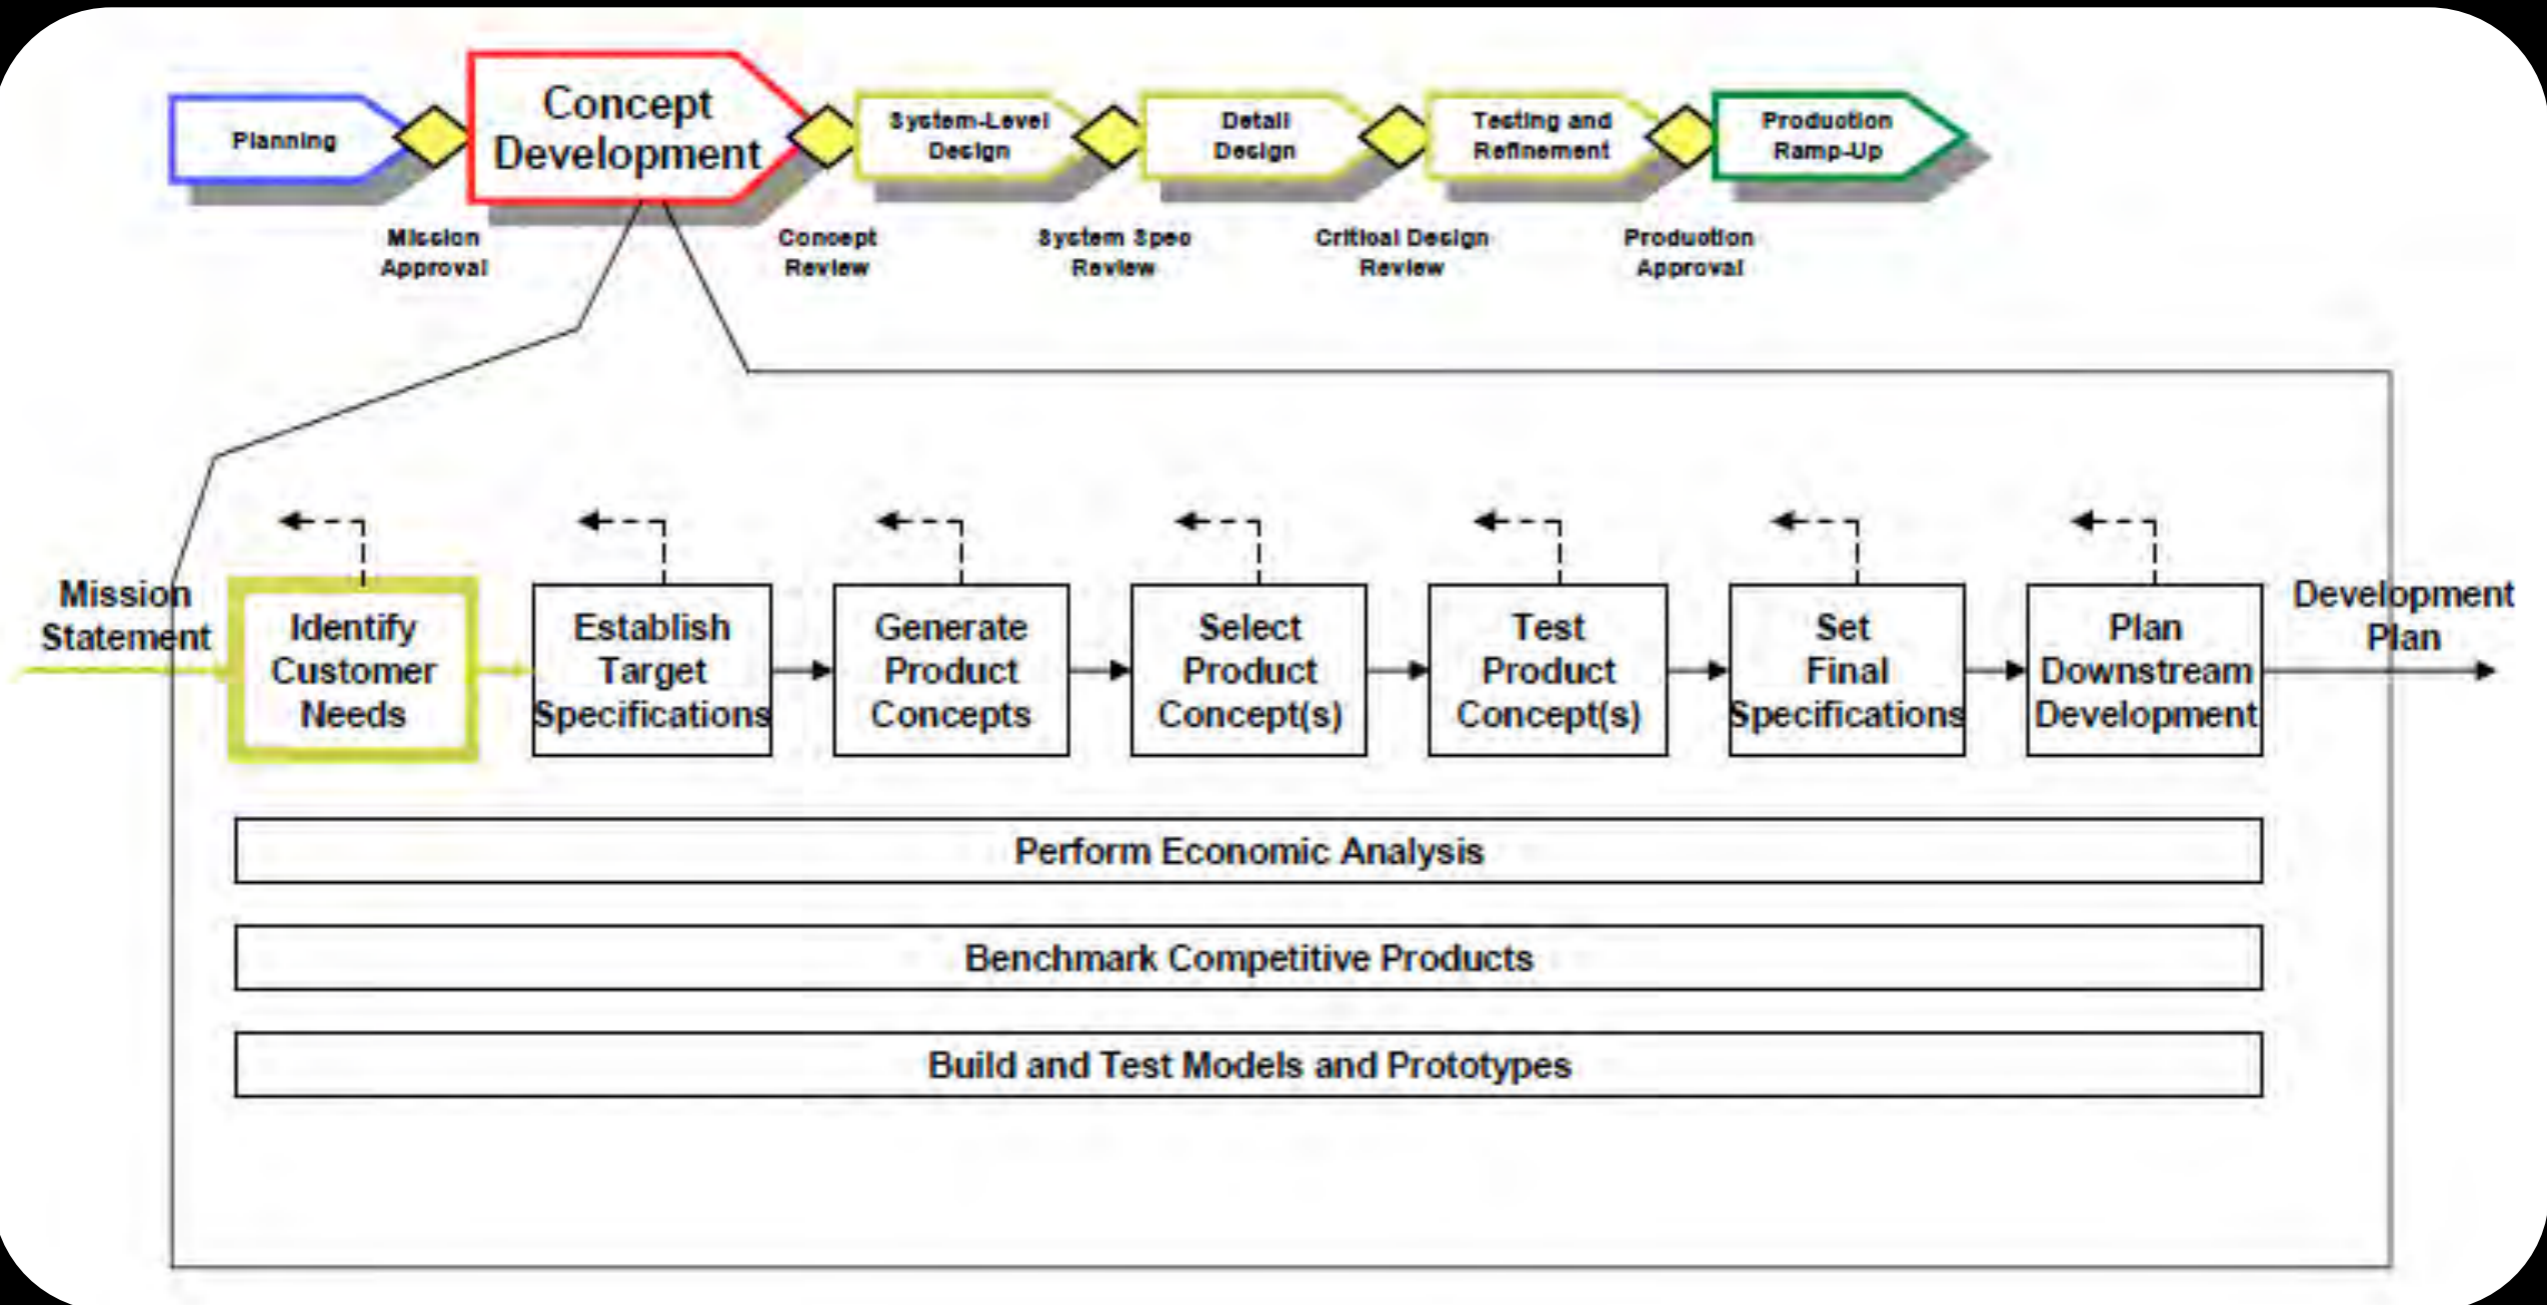 Planning
Concept
Development
System-Level
Design
Detail
Design
Testing and
Refinement
Production
Ramp-Up
Mission
Approval
Concept
Review
System Spec
Review
Critical Design
Review
Production
Approval
Mission
Statement
Identify
Customer
Needs
Establish
Target
Specifications
Generate
Product
Concepts
Select
Product
Concept(s)
Test
Product
Concept(s)
Set
Final
Specifications
Plan
Downstream
Development
Development
Plan
Perform Economic Analysis
Benchmark Competitive Products
Build and Test Models and Prototypes